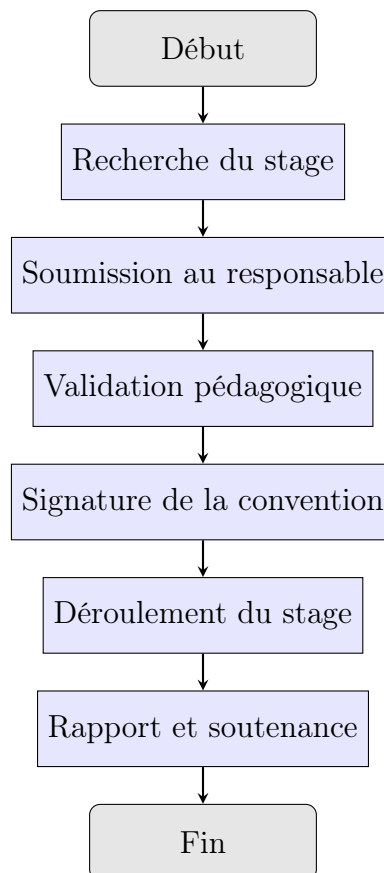 Début
Recherche du stage
Soumission au responsable
Validation pédagogique
Signature de la convention
Déroulement du stage
Rapport et soutenance
Fin